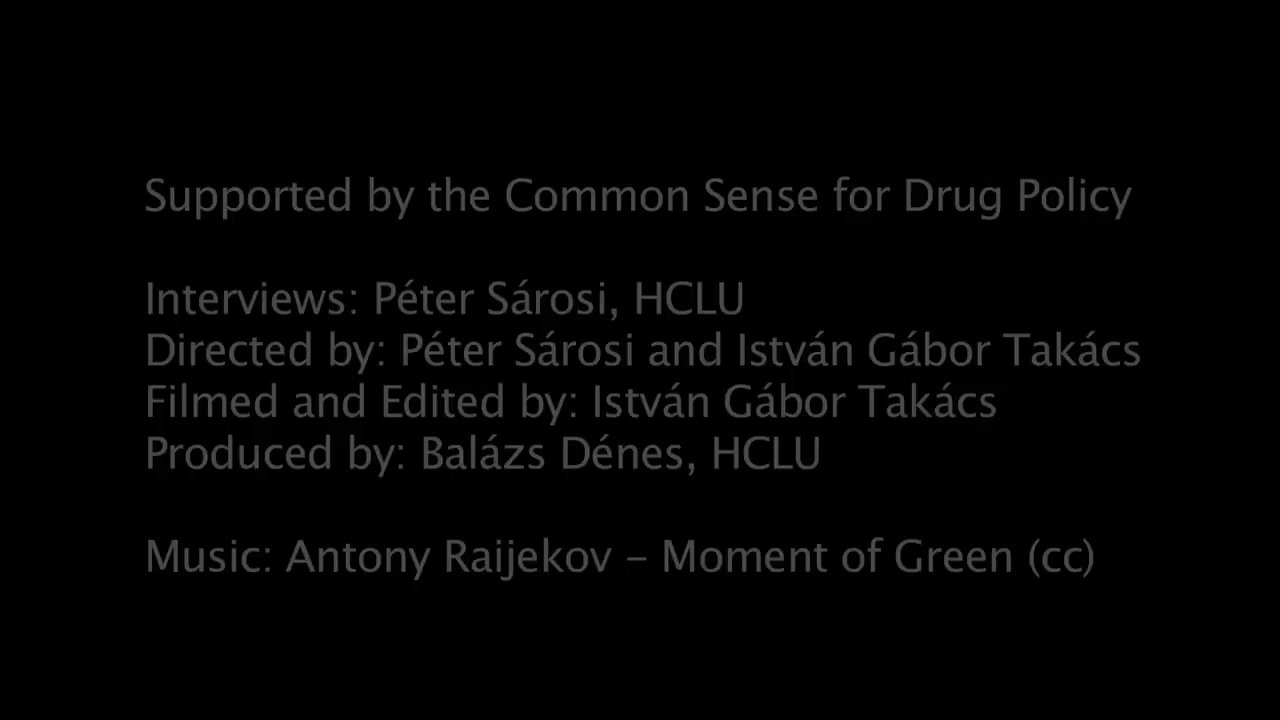 Supported by the Common Sense for Drug Policy
Interviews: Péter Sárosi, HCLU
Directed by: Péter Sárosi and István Gábor Takács
Filmed and Edited by: István Gábor Takács
Produced by: Balázs Dénes, HCLU
Music: Antony Raijekov - Moment of Green (cc)